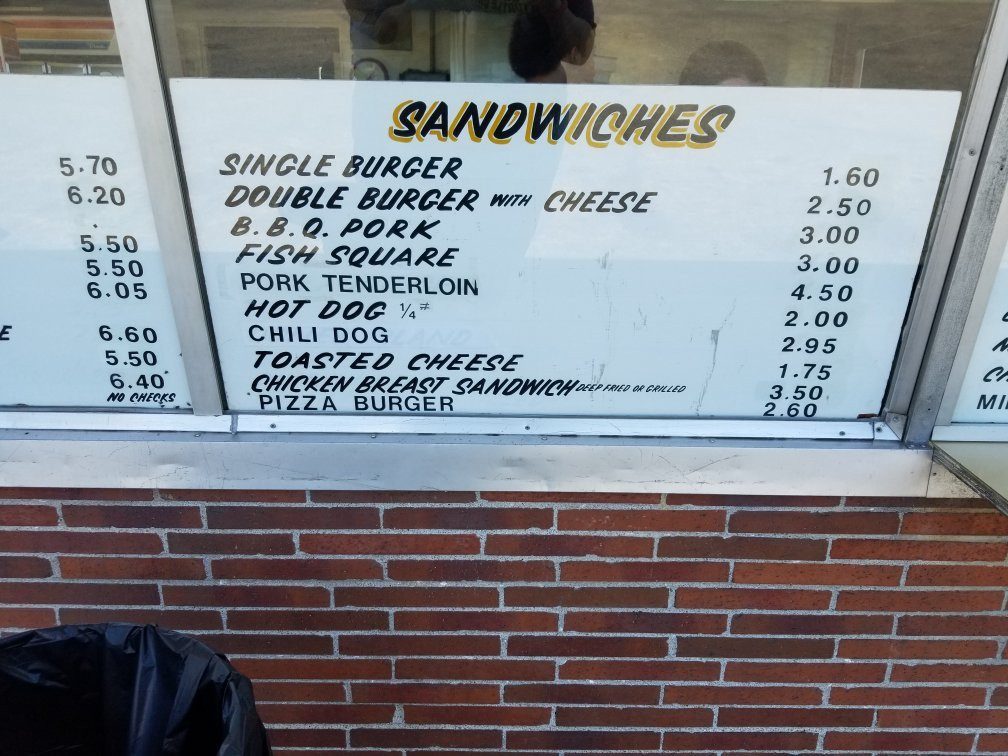 5.70
6.20
5.50
5.50
6.05
E 6.60
5.50
6.40
NO CHECKS
SANDWICHES
SINGLE BURGER 1.60
DOUBLE BURGER WITH CHEESE 2.50
B.B.Q. PORK 3.00
FISH SQUARE 3.00
PORK TENDERLOIN 4.50
HOT DOG 1/4 # 2.00
CHILI DOG 2.95
TOASTED CHEESE 1.75
CHICKEN BREAST SANDWICH DEEP FRIED OR GRILLED 3.50
PIZZA BURGER 2.60